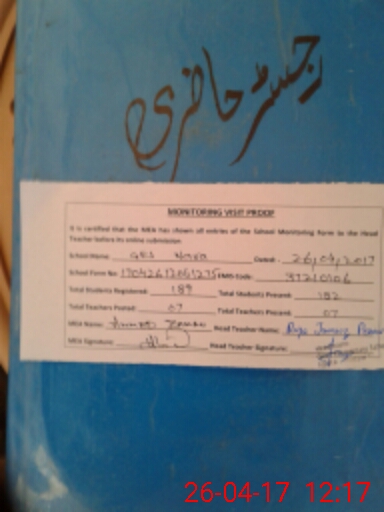 رجسٹر حاضری
MONITORING VISIT PROOF
It is certified that the MEA has shown all entries of the School Monitoring Form to the Head
Teacher before its online submission
School Name: GES Dated: 26/04/2017
School Form No: EMIS Code: 37210106
Total Students Registered: 189 Total Students Present: 182
Total Teachers Posted: 07 Total Teachers Present: 07
MEA Name: Head Teacher Name: Raja
MEA Signature: Head Teacher Signature:
26-04-17 12:17